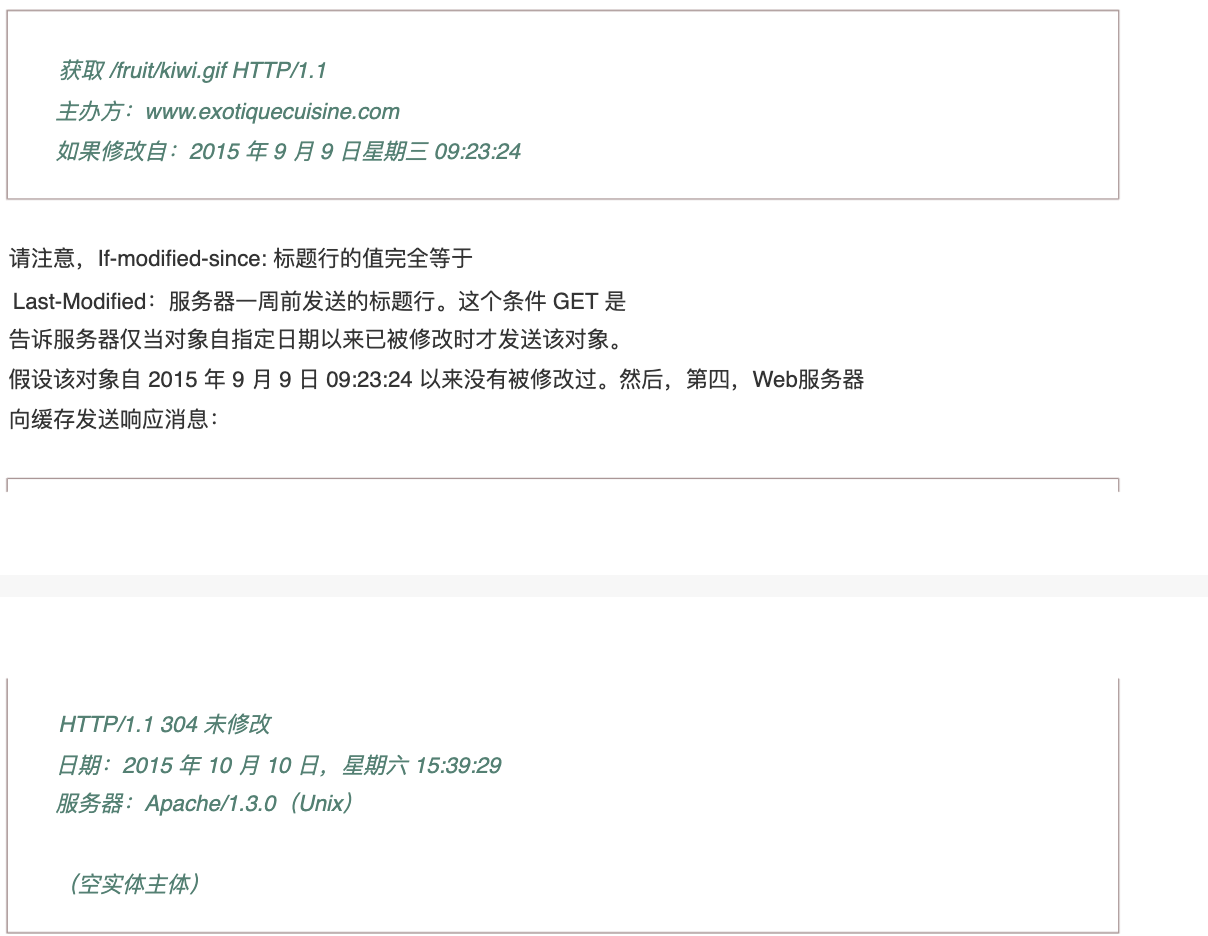 获取 /fruit/kiwi.gif HTTP/1.1
主办方：www.exotiquecuisine.com
如果修改自：2015 年 9 月 9 日星期三 09:23:24
请注意，If-modified-since: 标题行的值完全等于
Last-Modified：服务器一周前发送的标题行。这个条件 GET 是
告诉服务器仅当对象自指定日期以来已被修改时才发送该对象。
假设该对象自 2015 年 9 月 9 日 09:23:24 以来没有被修改过。然后，第四，Web服务器
向缓存发送响应消息：
HTTP/1.1 304 未修改
日期：2015 年 10 月 10 日，星期六 15:39:29
服务器：Apache/1.3.0（Unix）
（空实体主体）